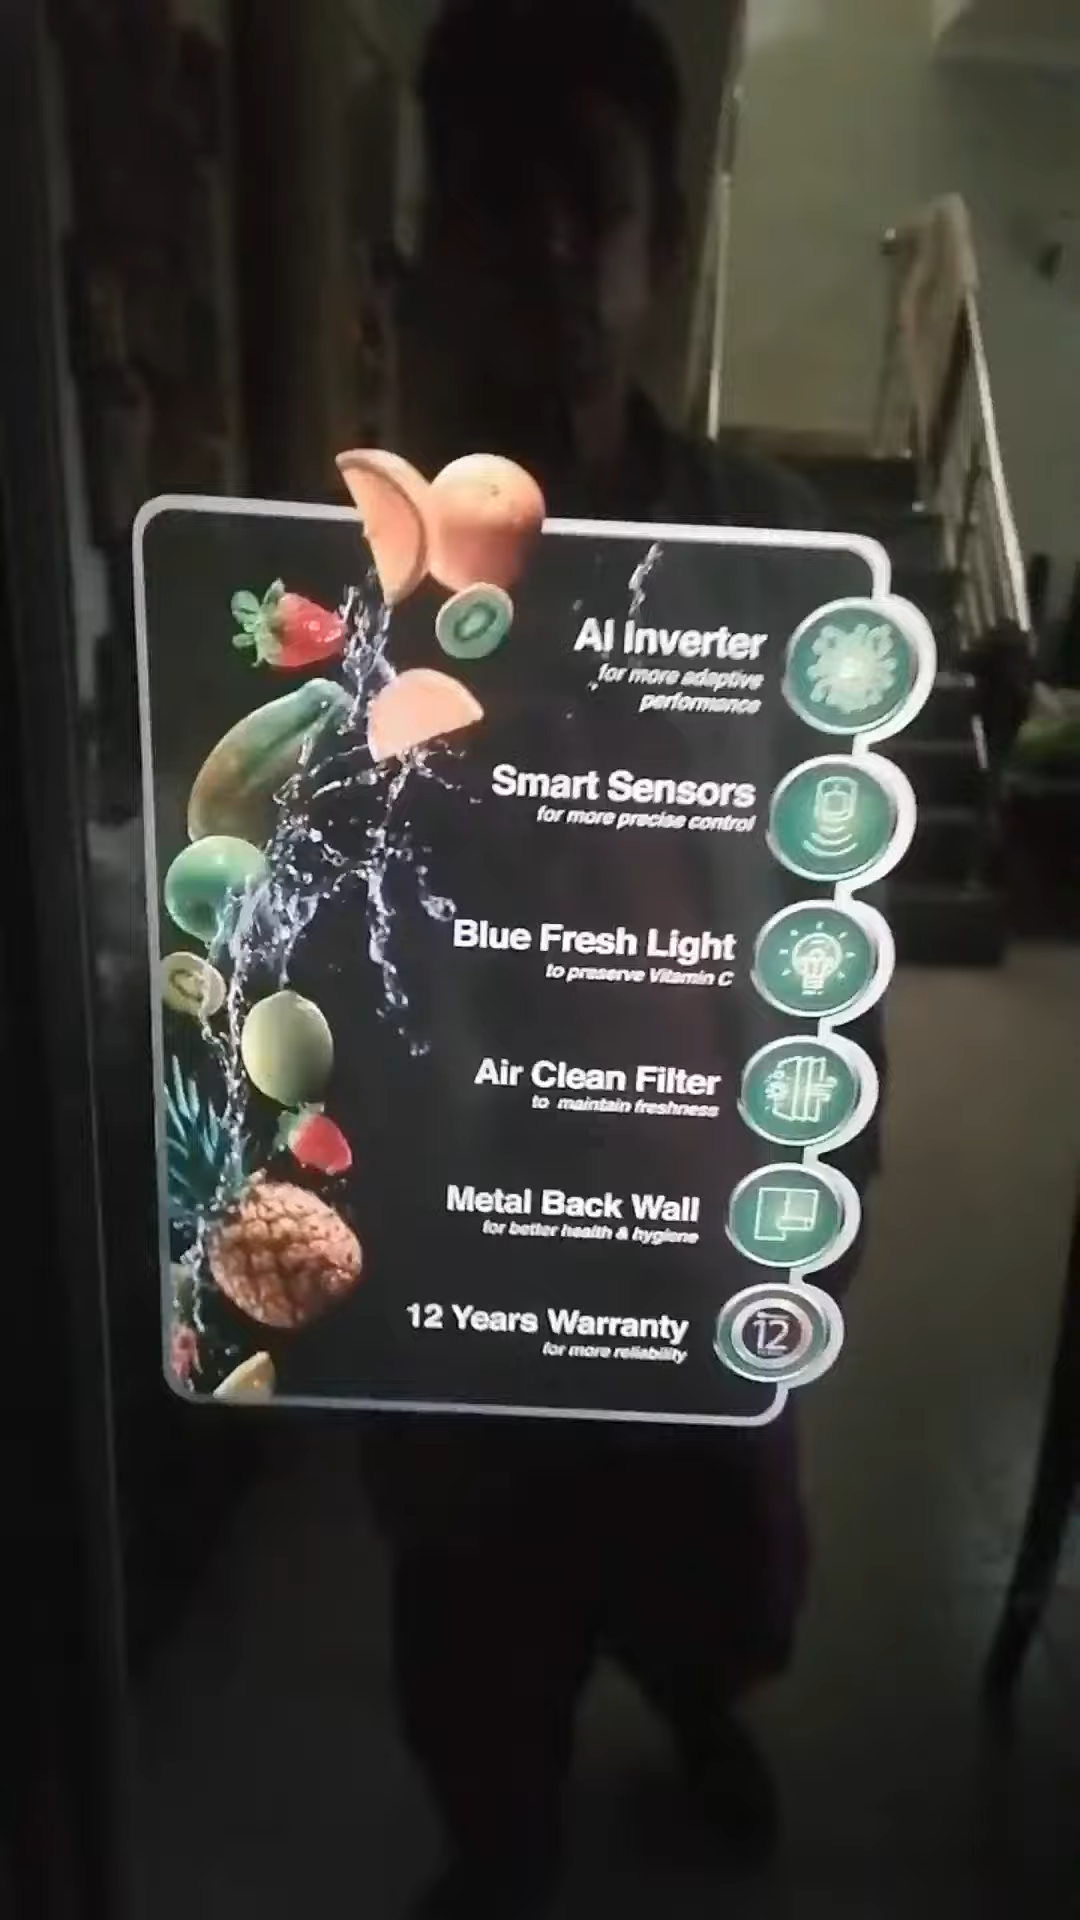 AI Inverter
for more adaptive
performance
Smart Sensors
for more precise control
Blue Fresh Light
to preserve Vitamin C
Air Clean Filter
to maintain freshness
Metal Back Wall
for better health & hygiene
12 Years Warranty
for more reliability
12